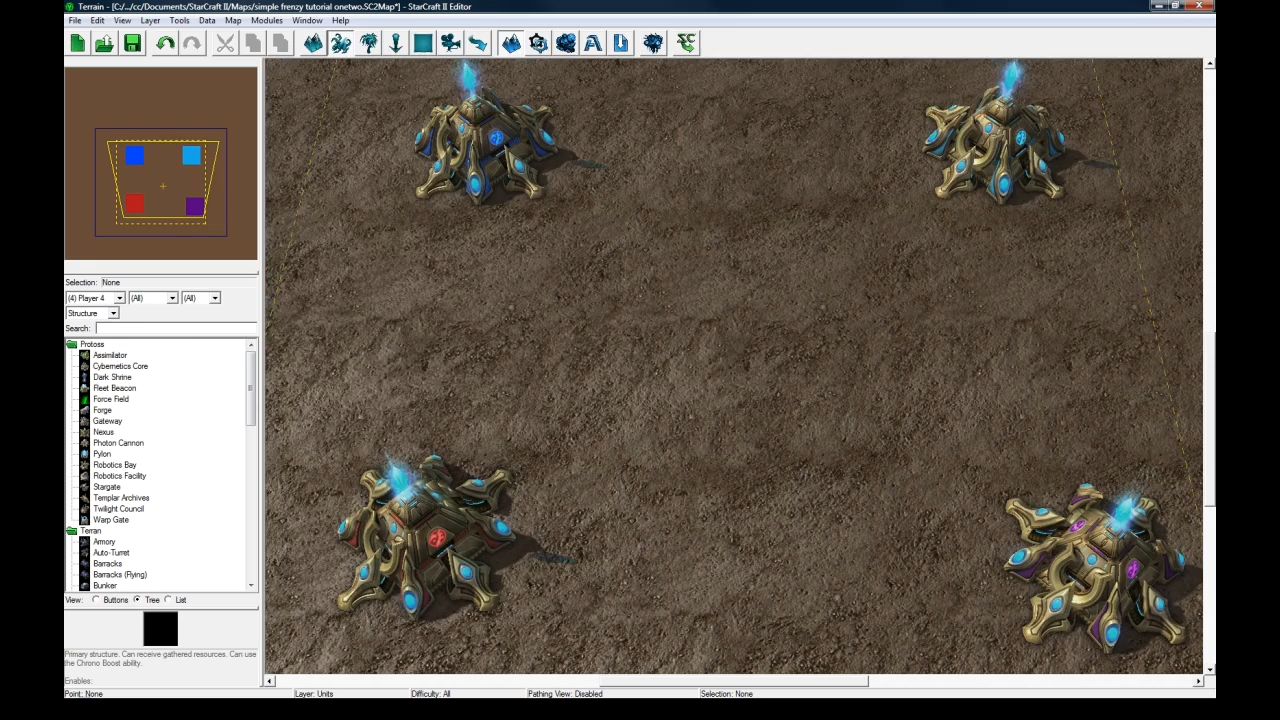 Terrain - [C:/.../cc/Documents/StarCraft II/Maps/simple frenzy tutorial onetwo.SC2Map*] - StarCraft II Editor
File Edit View Layer Tools Data Map Modules Window Help
Selection: None
(4) Player 4 (All) (All)
Structure
Search:
Protoss
Assimilator
Cybernetics Core
Dark Shrine
Fleet Beacon
Force Field
Forge
Gateway
Nexus
Photon Cannon
Pylon
Robotics Bay
Robotics Facility
Stargate
Templar Archives
Twilight Council
Warp Gate
Terran
Armory
Auto-Turret
Barracks
Barracks (Flying)
Bunker
View: Buttons Tree List
Primary structure. Can receive gathered resources. Can use
the Chrono Boost ability.
Enables:
Point: None Layer: Units Difficulty: All Pathing View: Disabled Selection: None